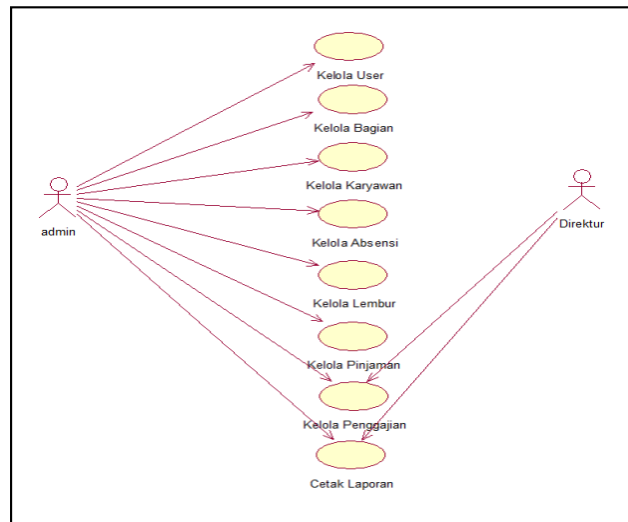 Kelola User
Kelola Bagian
Kelola Karyawan
admin
Direktur
Kelola Absensi
Kelola Lembur
Kelola Pinjaman
Kelola Penggajian
Cetak Laporan